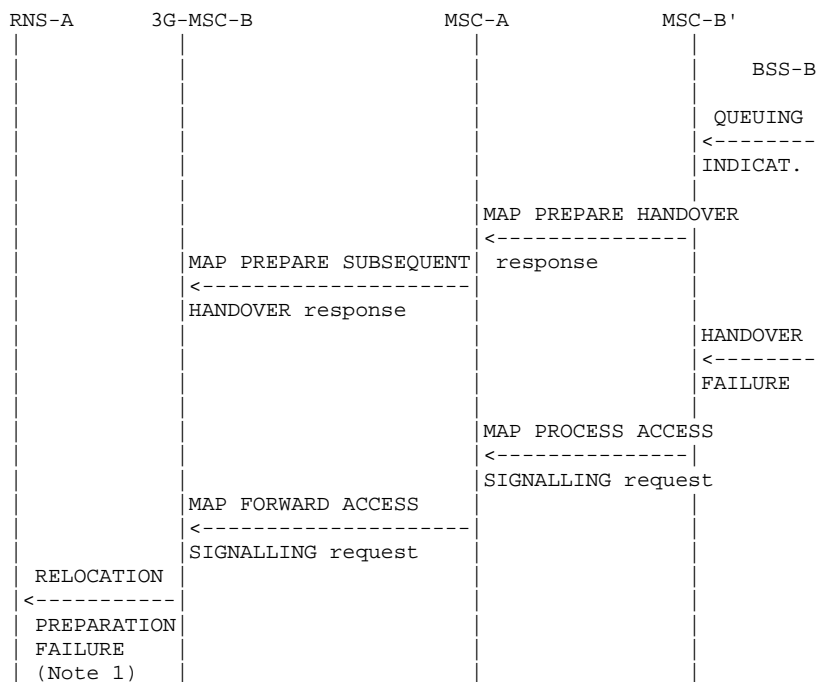 RNS-A 3G-MSC-B MSC-A MSC-B'
BSS-B
QUEUING
INDICAT.
MAP PREPARE HANDOVER
MAP PREPARE SUBSEQUENT response
HANDOVER response
HANDOVER
FAILURE
MAP PROCESS ACCESS
SIGNALLING request
MAP FORWARD ACCESS
SIGNALLING request
RELOCATION
PREPARATION
FAILURE
(Note 1)